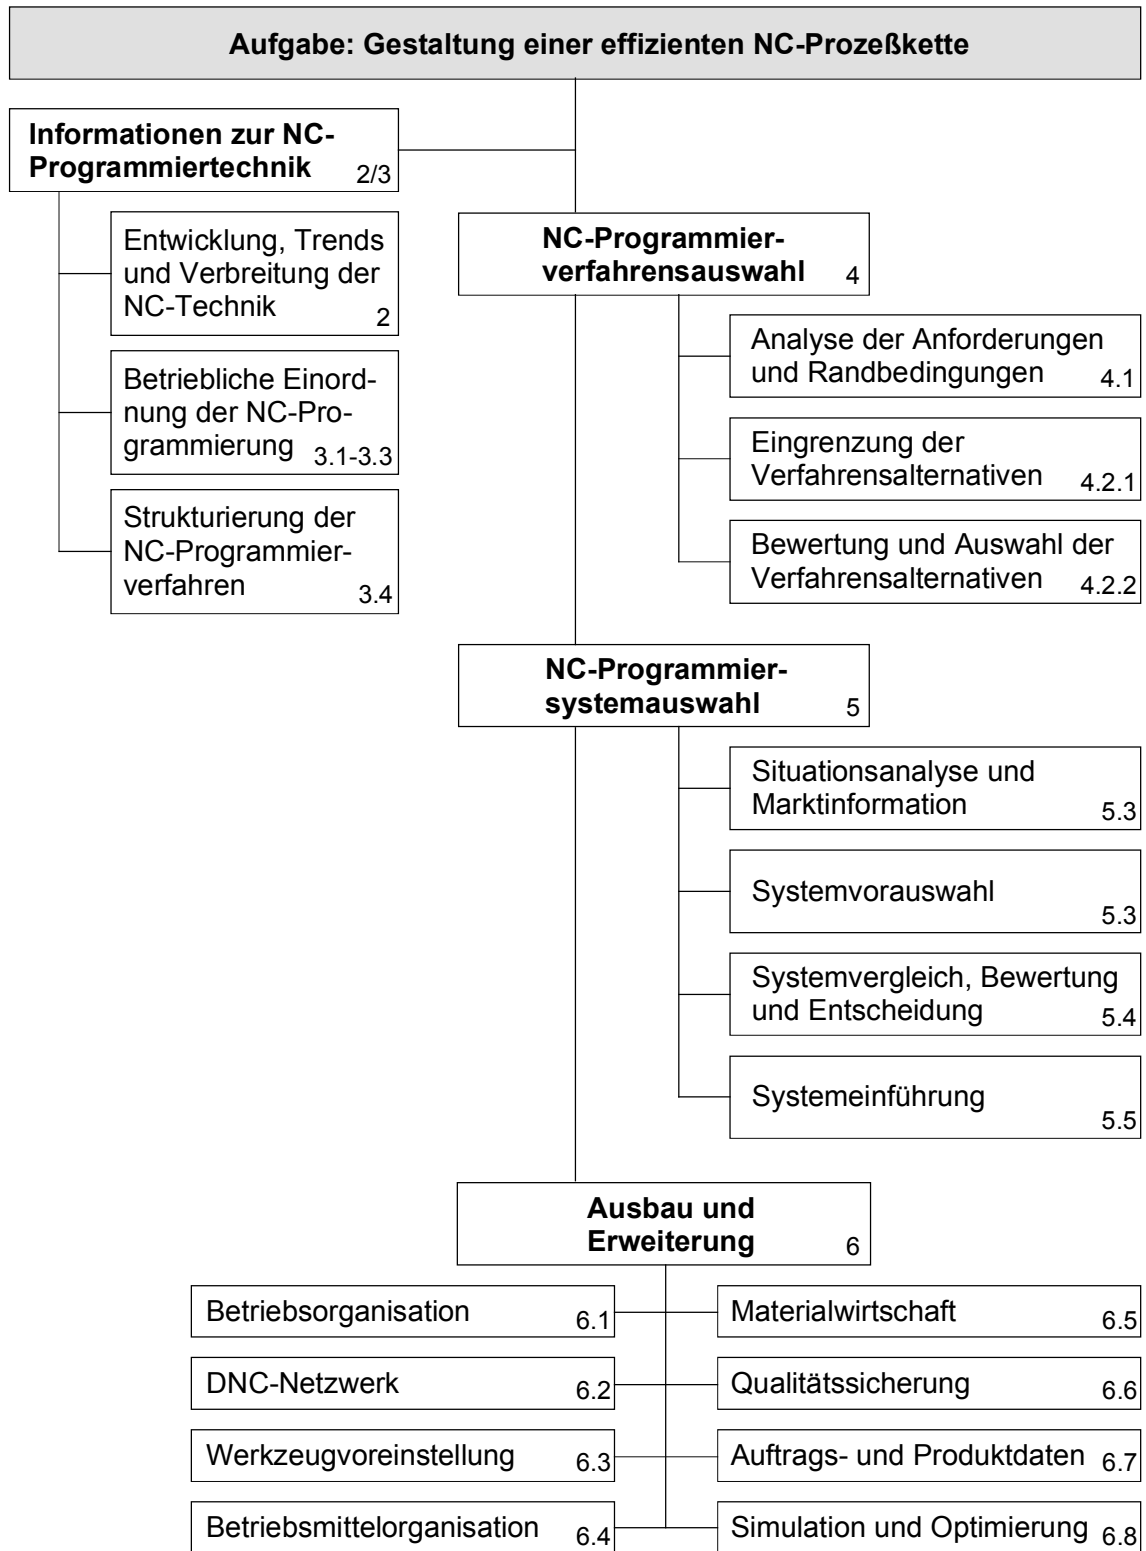 Aufgabe: Gestaltung einer effizienten NC-Prozeßkette
Informationen zur NC-
Programmiertechnik 2/3
Entwicklung, Trends
und Verbreitung der
NC-Technik 2
Betriebliche Einord-
nung der NC-Pro-
grammierung 3.1-3.3
Strukturierung der
NC-Programmier-
verfahren 3.4
NC-Programmier-
verfahrensauswahl 4
Analyse der Anforderungen
und Randbedingungen 4.1
Eingrenzung der
Verfahrensalternativen 4.2.1
Bewertung und Auswahl der
Verfahrensalternativen 4.2.2
NC-Programmier-
systemauswahl 5
Situationsanalyse und
Marktinformation 5.3
Systemvorauswahl 5.3
Systemvergleich, Bewertung
und Entscheidung 5.4
Systemeinführung 5.5
Ausbau und
Erweiterung 6
Betriebsorganisation 6.1
DNC-Netzwerk 6.2
Werkzeugvoreinstellung 6.3
Betriebsmittelorganisation 6.4
Materialwirtschaft 6.5
Qualitätssicherung 6.6
Auftrags- und Produktdaten 6.7
Simulation und Optimierung 6.8